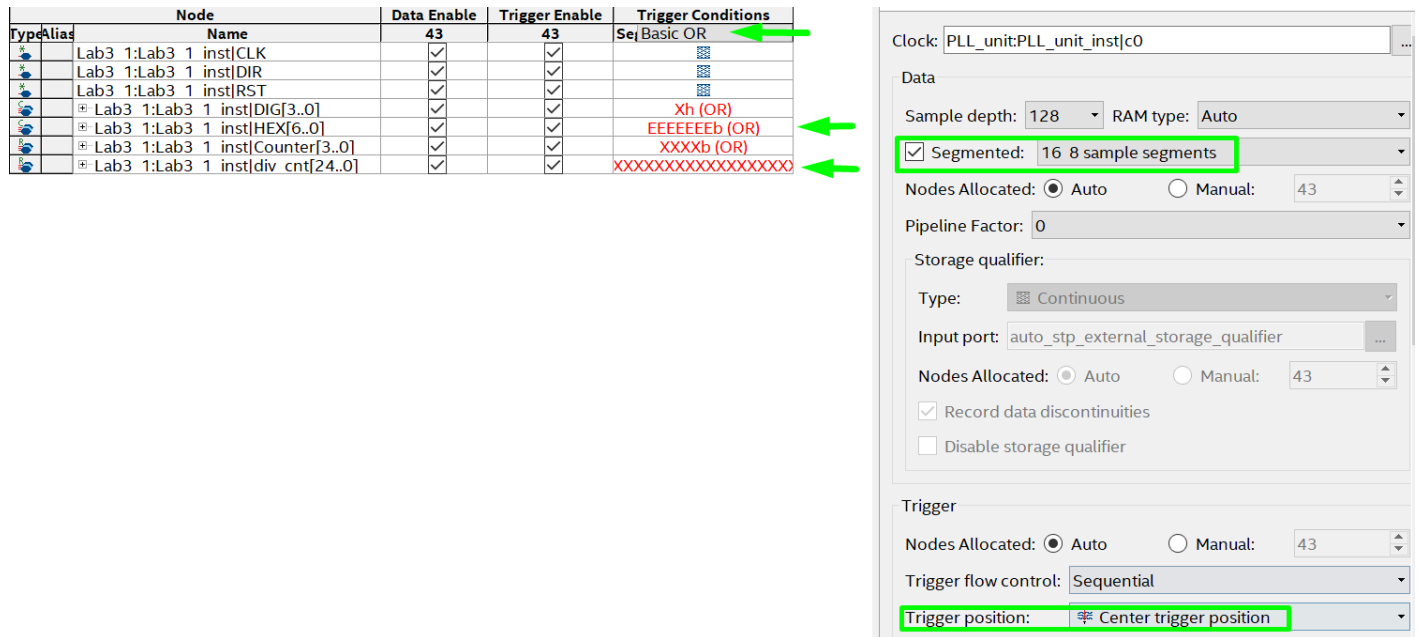 Node Data Enable Trigger Enable Trigger Conditions
Type Alias Name 43 43 Se Basic OR
Lab3_1:Lab3_1_inst|CLK
Lab3_1:Lab3_1_inst|DIR
Lab3_1:Lab3_1_inst|RST
Lab3_1:Lab3_1_inst|DIG[3..0] Xh (OR)
Lab3_1:Lab3_1_inst|HEX[6..0] EEEEEEEb (OR)
Lab3_1:Lab3_1_inst|Counter[3..0] XXXXb (OR)
Lab3_1:Lab3_1_inst|div_cnt[24..0] XXXXXXXXXXXXXXXXXX
Clock: PLL_unit:PLL_unit_inst|c0 ...
Data
Sample depth: 128 RAM type: Auto
Segmented: 16 8 sample segments
Nodes Allocated: Auto Manual: 43
Pipeline Factor: 0
Storage qualifier:
Type: Continuous
Input port: auto_stp_external_storage_qualifier ...
Nodes Allocated: Auto Manual: 43
Record data discontinuities
Disable storage qualifier
Trigger
Nodes Allocated: Auto Manual: 43
Trigger flow control: Sequential
Trigger position: Center trigger position